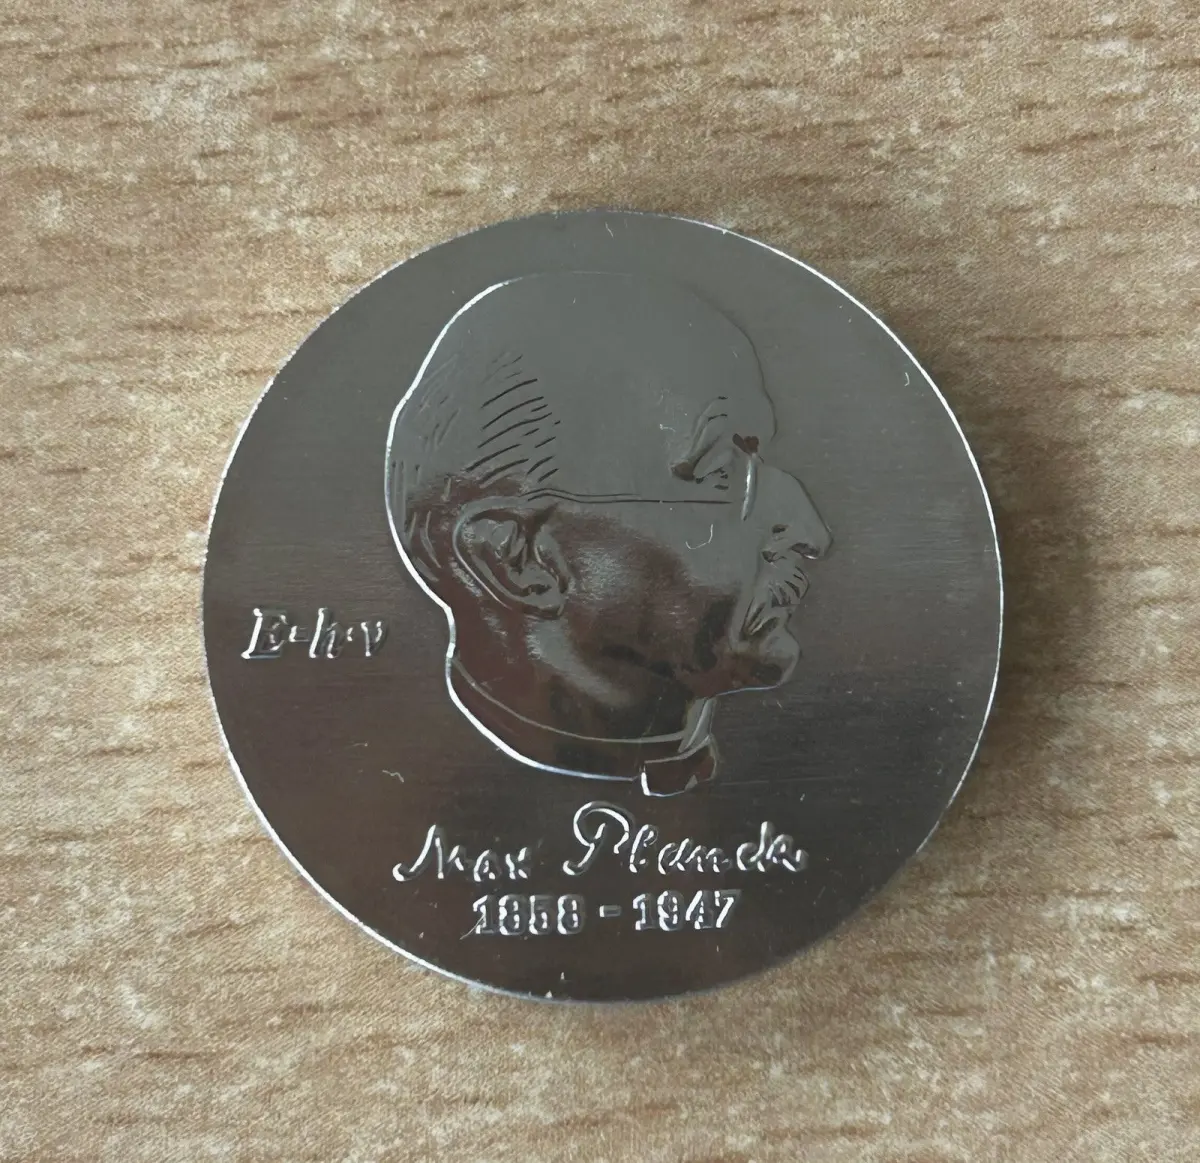 E=h·ν
Max Planck
1858 - 1947